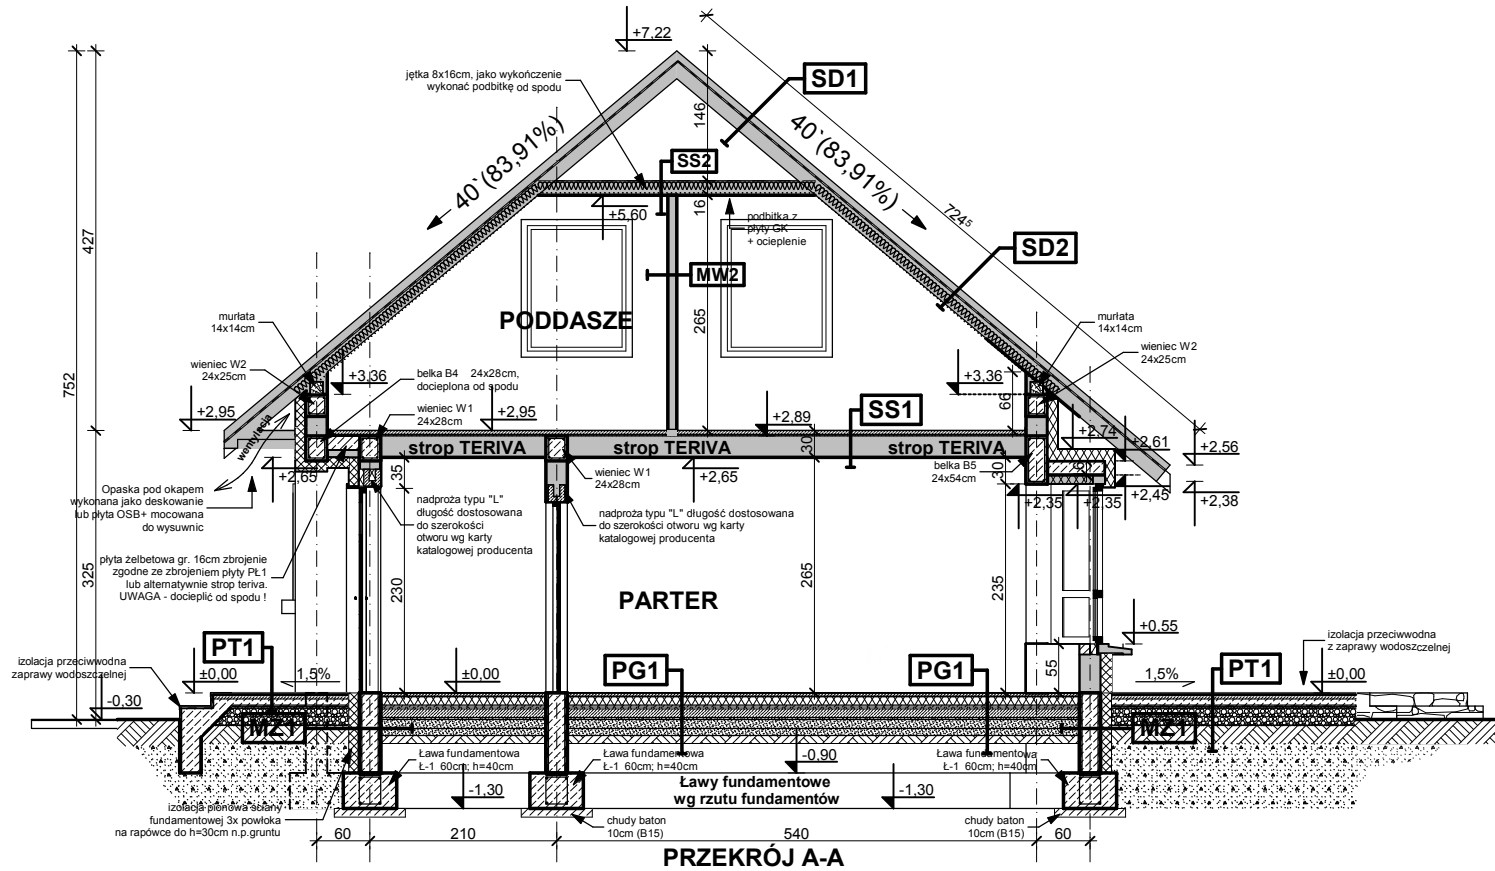 +7,22
jętka 8x16cm, jako wykończenie
wykonać podbitkę od spodu
SD1
146
40`(83,91%)
40`(83,91%)
SS2
16
+5,60
podbitka z
płyty GK
+ ocieplenie
724⁵
427
SD2
MW2
PODDASZE
265
murłata
14x14cm
murłata
14x14cm
wieniec W2
24x25cm
wieniec W2
24x25cm
belka B4 24x28cm,
docieplona od spodu
+3,36
+3,36
66
752
+2,95
wieniec W1
24x28cm
+2,95
+2,89
SS1
wentylacja
+2,74
+2,61
+2,56
strop TERIVA
strop TERIVA
30
strop TERIVA
+2,65
35
wieniec W1
24x28cm
+2,65
belka B5
24x54cm
30
+2,45
+2,38
+2,35
+2,35
Opaska pod okapem
wykonana jako deskowanie
lub płyta OSB+ mocowana
do wysuwnic
nadproża typu "L"
długość dostosowana
do szerokości
otworu wg karty
katalogowej producenta
nadproża typu "L" długość dostosowana
do szerokości otworu wg karty
katalogowej producenta
płyta żelbetowa gr. 16cm zbrojenie
zgodne ze zbrojeniem płyty PŁ1
lub alternatywnie strop teriva.
UWAGA - docieplić od spodu !
325
230
265
235
PARTER
+0,55
55
PT1
PG1
PG1
PT1
izolacja przeciwwodna
zaprawy wodoszczelnej
izolacja przeciwwodna
z zaprawy wodoszczelnej
±0,00
1,5%
±0,00
1,5%
±0,00
-0,30
MZ1
MZ1
Ława fundamentowa
Ł-1 60cm; h=40cm
Ława fundamentowa
Ł-1 60cm; h=40cm
-0,90
Ława fundamentowa
Ł-1 60cm; h=40cm
-1,30
Ławy fundamentowe
wg rzutu fundamentów
-1,30
izolacja pionowa ściany
fundamentowej 3x powłoka
na rapówce do h=30cm n.p.gruntu
chudy baton
10cm (B15)
chudy baton
10cm (B15)
60
210
540
60
PRZEKRÓJ A-A